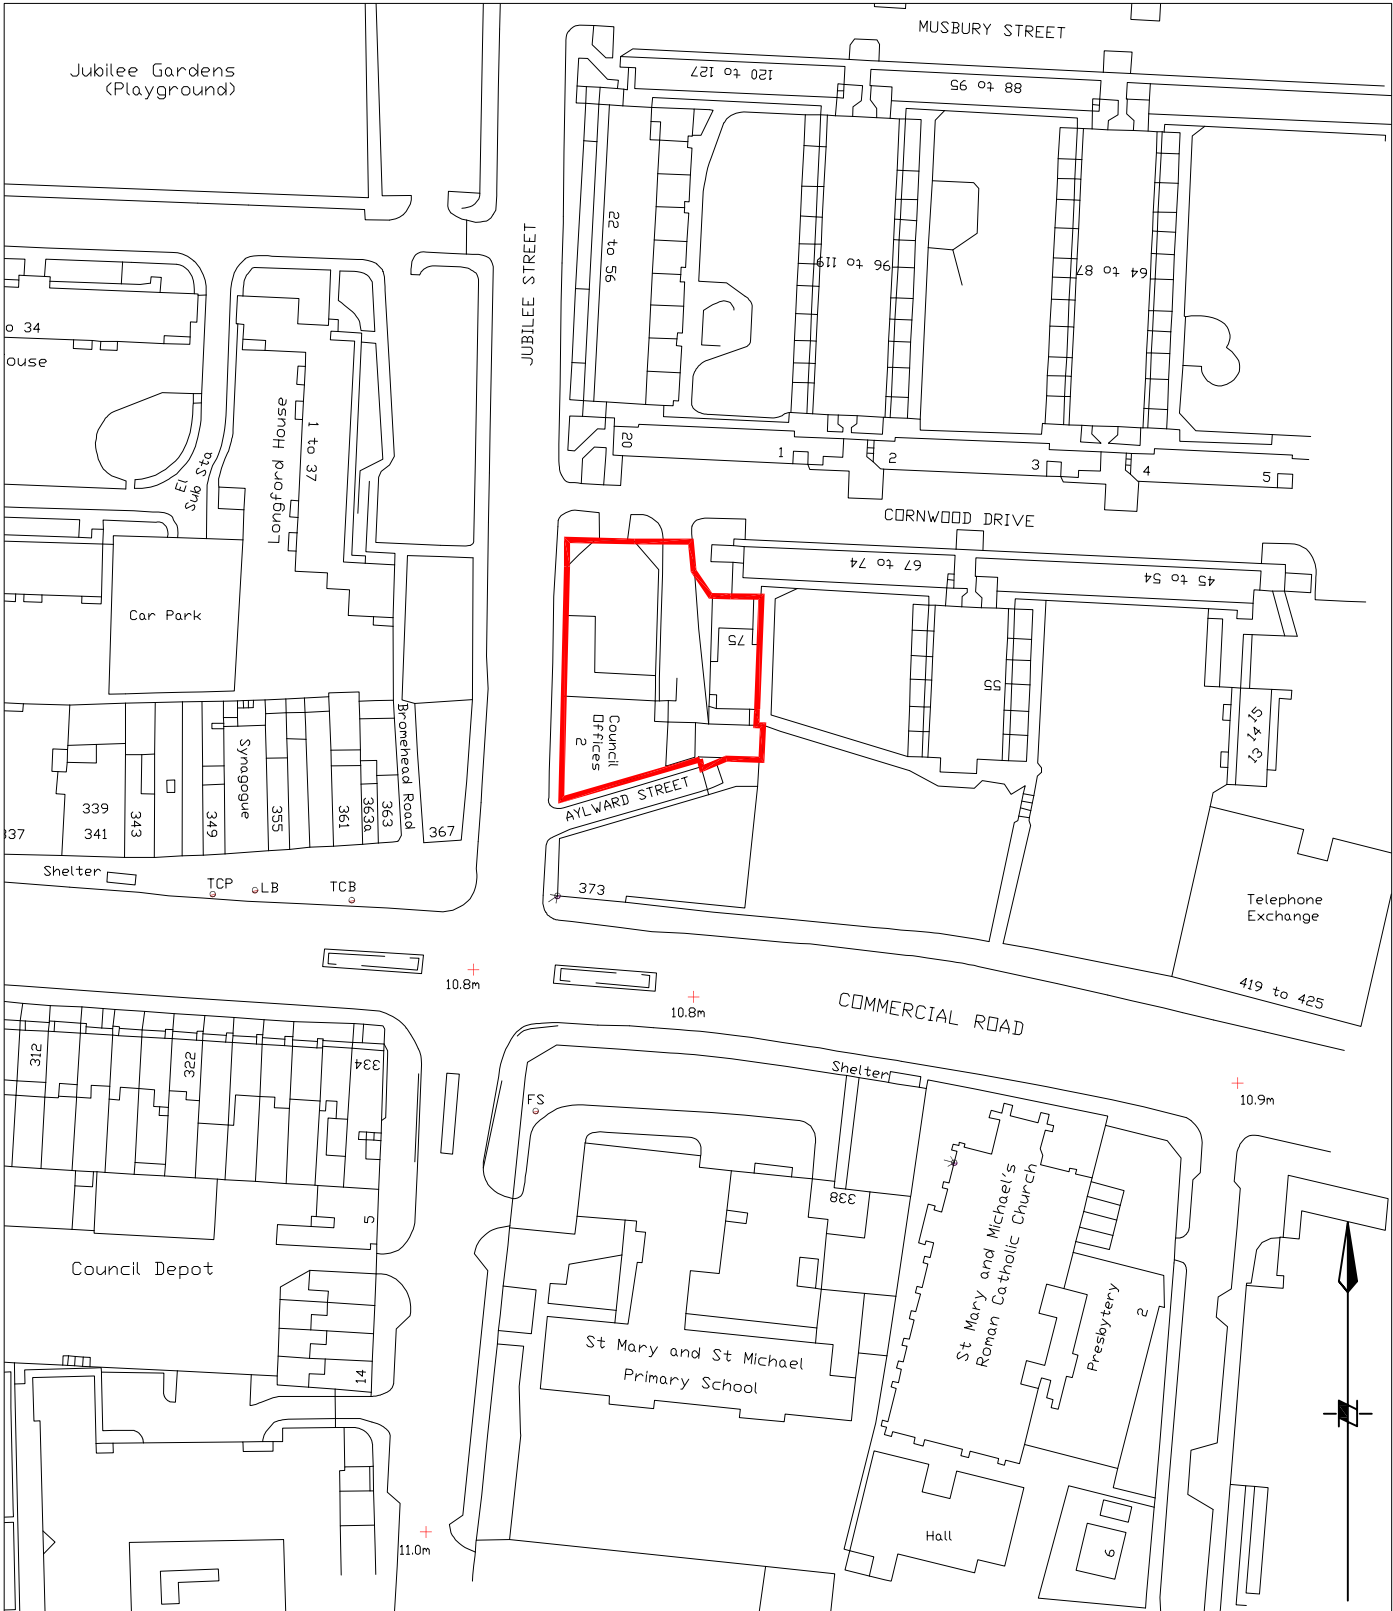 MUSBURY STREET
Jubilee Gardens
(Playground)
120 to 127
88 to 95
JUBILEE STREET
22 to 56
96 to 119
64 to 87
o 34
ouse
Longford House
1 to 37
El
Sub Sta
20
1
2
3
4
5
CORNWOOD DRIVE
67 to 74
45 to 54
Car Park
75
55
Council
Offices
2
13 14 15
Bromehead Road
Synagogue
AYLWARD STREET
339
341
337
343
349
355
361
363a
363
367
Shelter
TCP
LB
TCB
373
Telephone
Exchange
419 to 425
10.8m
10.8m
COMMERCIAL ROAD
312
322
334
Shelter
FS
10.9m
338
5
Council Depot
St Mary and Michael's
Roman Catholic Church
Presbytery
2
St Mary and St Michael
Primary School
14
Hall
6
11.0m